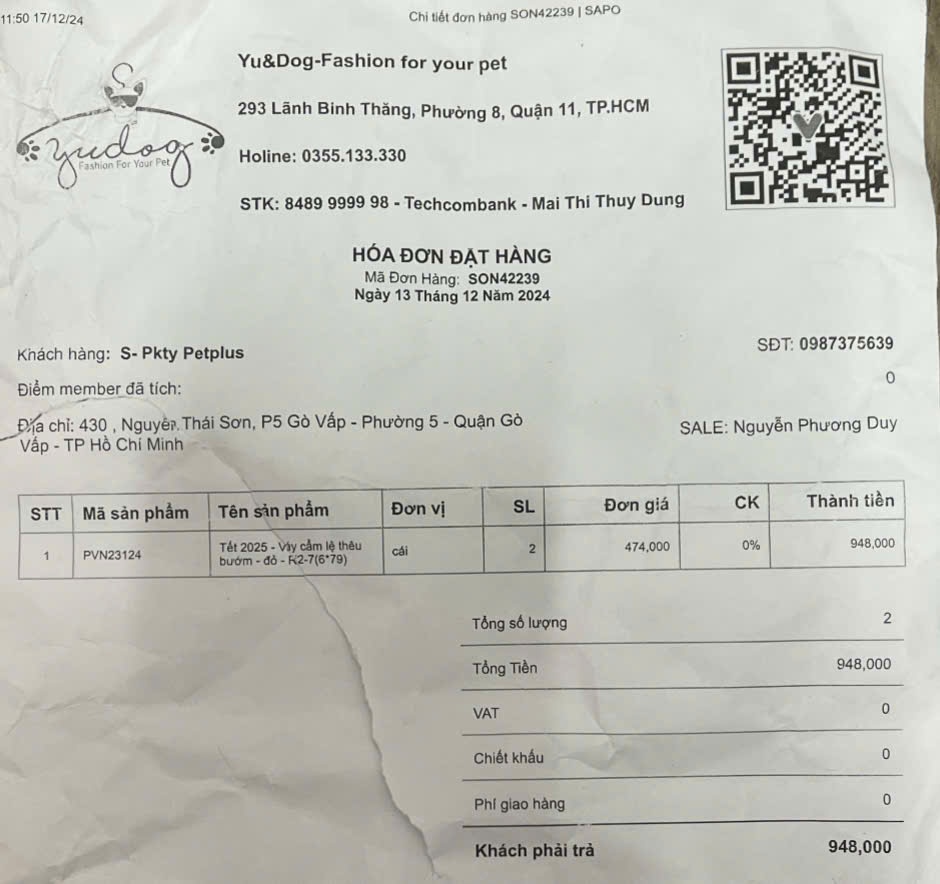 11:50 17/12/24
Chi tiết đơn hàng SON42239 | SAPO
yudog
Fashion For Your Pet
Yu&Dog-Fashion for your pet
293 Lãnh Binh Thăng, Phường 8, Quận 11, TP.HCM
Holine: 0355.133.330
STK: 8489 9999 98 - Techcombank - Mai Thi Thuy Dung
HÓA ĐƠN ĐẶT HÀNG
Mã Đơn Hàng: SON42239
Ngày 13 Tháng 12 Năm 2024
Khách hàng: S- Pkty Petplus
SĐT: 0987375639
Điểm member đã tích:
0
Địa chỉ: 430 , Nguyễn Thái Sơn, P5 Gò Vấp - Phường 5 - Quận Gò
Vấp - TP Hồ Chí Minh
SALE: Nguyễn Phương Duy
STT Mã sản phẩm Tên sản phẩm Đơn vị SL Đơn giá CK Thành tiền
1 PVN23124 Tết 2025 - Váy cẩm lệ thêu cái 2 474,000 0% 948,000
bướm - đỏ - R2-7(6*79)
Tổng số lượng 2
Tổng Tiền 948,000
VAT 0
Chiết khấu 0
Phí giao hàng 0
Khách phải trả 948,000